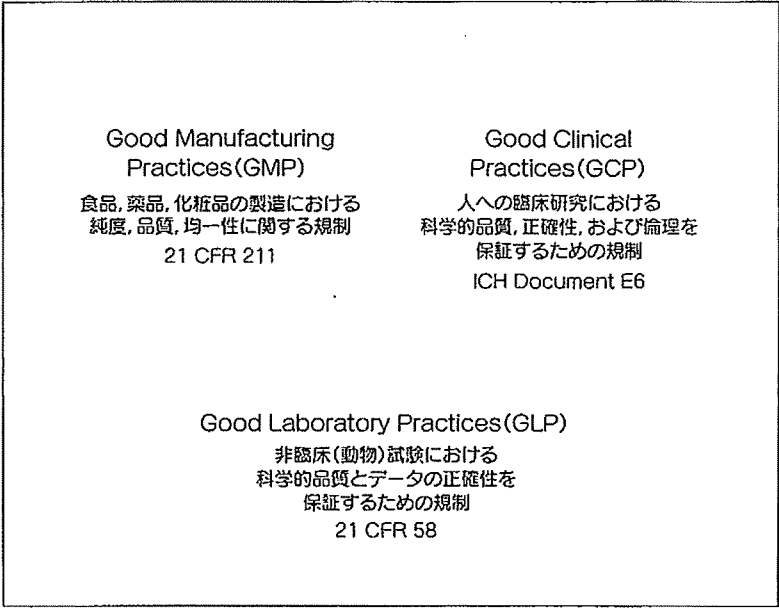 Good Manufacturing
Practices(GMP)
食品,薬品,化粧品の製造における
純度,品質,均一性に関する規制
21 CFR 211
Good Clinical
Practices(GCP)
人への臨床研究における
科学的品質,正確性,および倫理を
保証するための規制
ICH Document E6
Good Laboratory Practices(GLP)
非臨床(動物)試験における
科学的品質とデータの正確性を
保証するための規制
21 CFR 58